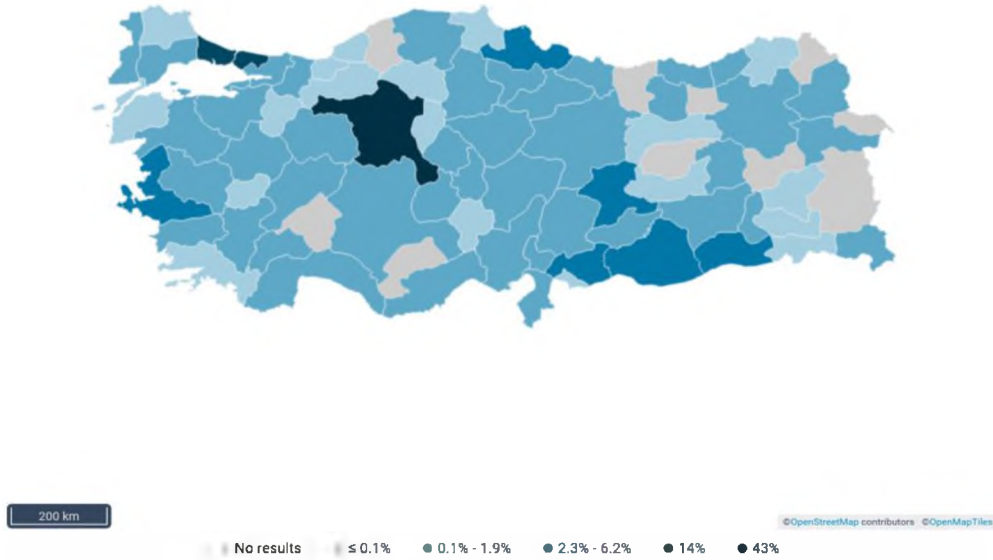 200 km
©OpenStreetMap contributors ©OpenMapTiles
No results ≤ 0.1% 0.1% - 1.9% 2.3% - 6.2% 14% 43%